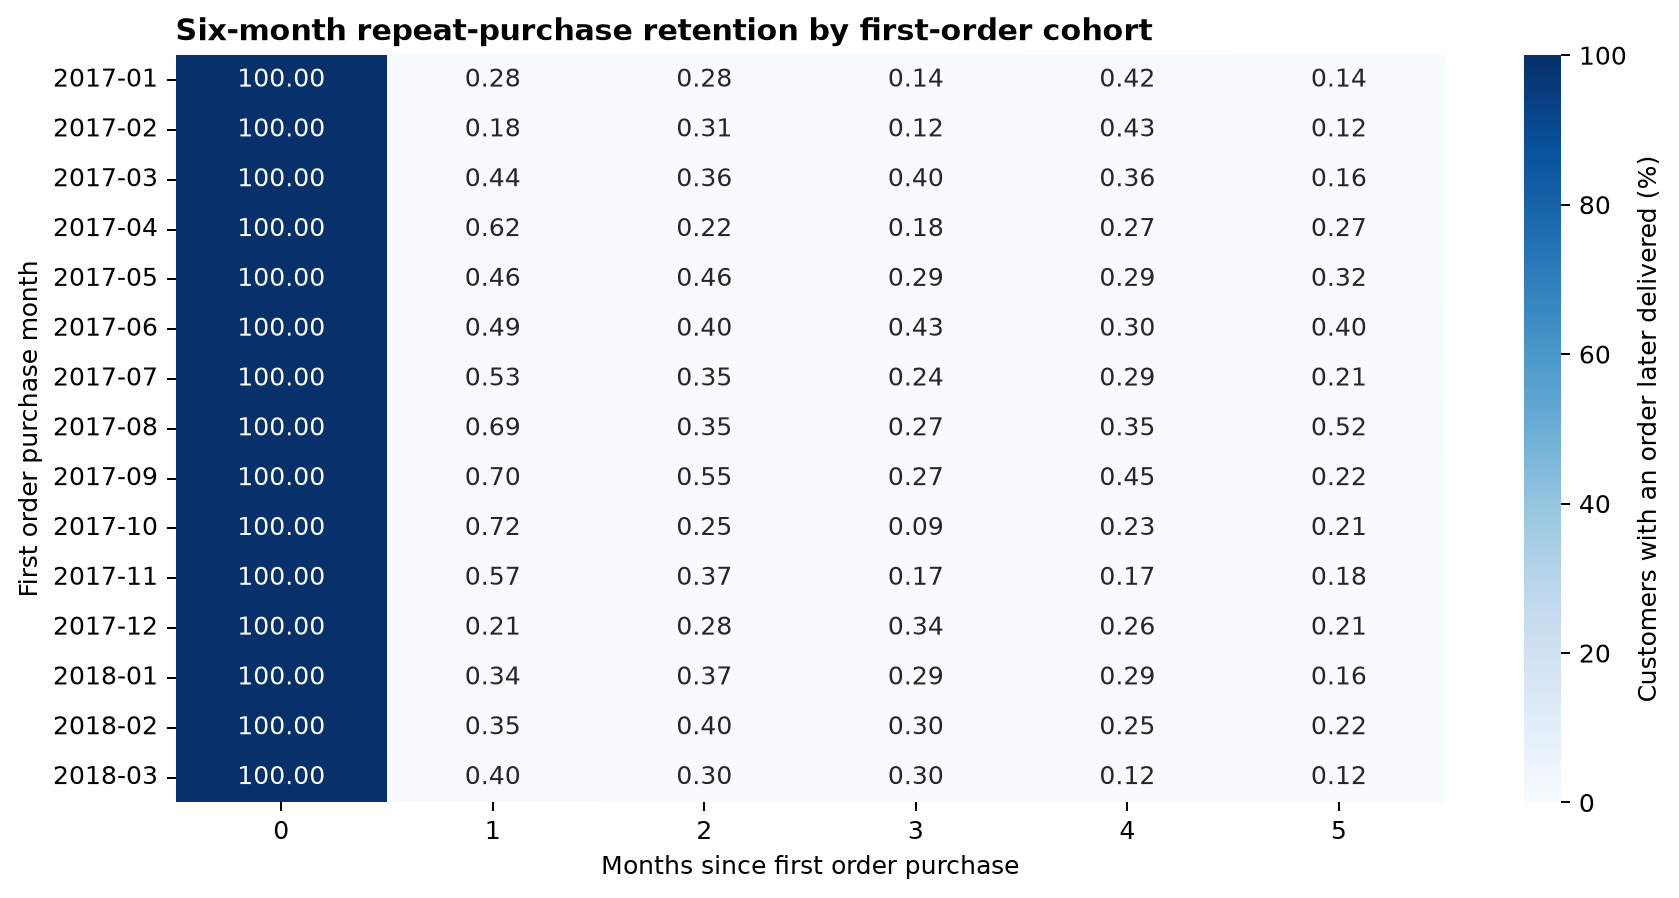 Six-month repeat-purchase retention by first-order cohort
First order purchase month
2017-01 100.00 0.28 0.28 0.14 0.42 0.14
2017-02 100.00 0.18 0.31 0.12 0.43 0.12
2017-03 100.00 0.44 0.36 0.40 0.36 0.16
2017-04 100.00 0.62 0.22 0.18 0.27 0.27
2017-05 100.00 0.46 0.46 0.29 0.29 0.32
2017-06 100.00 0.49 0.40 0.43 0.30 0.40
2017-07 100.00 0.53 0.35 0.24 0.29 0.21
2017-08 100.00 0.69 0.35 0.27 0.35 0.52
2017-09 100.00 0.70 0.55 0.27 0.45 0.22
2017-10 100.00 0.72 0.25 0.09 0.23 0.21
2017-11 100.00 0.57 0.37 0.17 0.17 0.18
2017-12 100.00 0.21 0.28 0.34 0.26 0.21
2018-01 100.00 0.34 0.37 0.29 0.29 0.16
2018-02 100.00 0.35 0.40 0.30 0.25 0.22
2018-03 100.00 0.40 0.30 0.30 0.12 0.12
0 1 2 3 4 5
Months since first order purchase
100
80
60
40
20
0
Customers with an order later delivered (%)